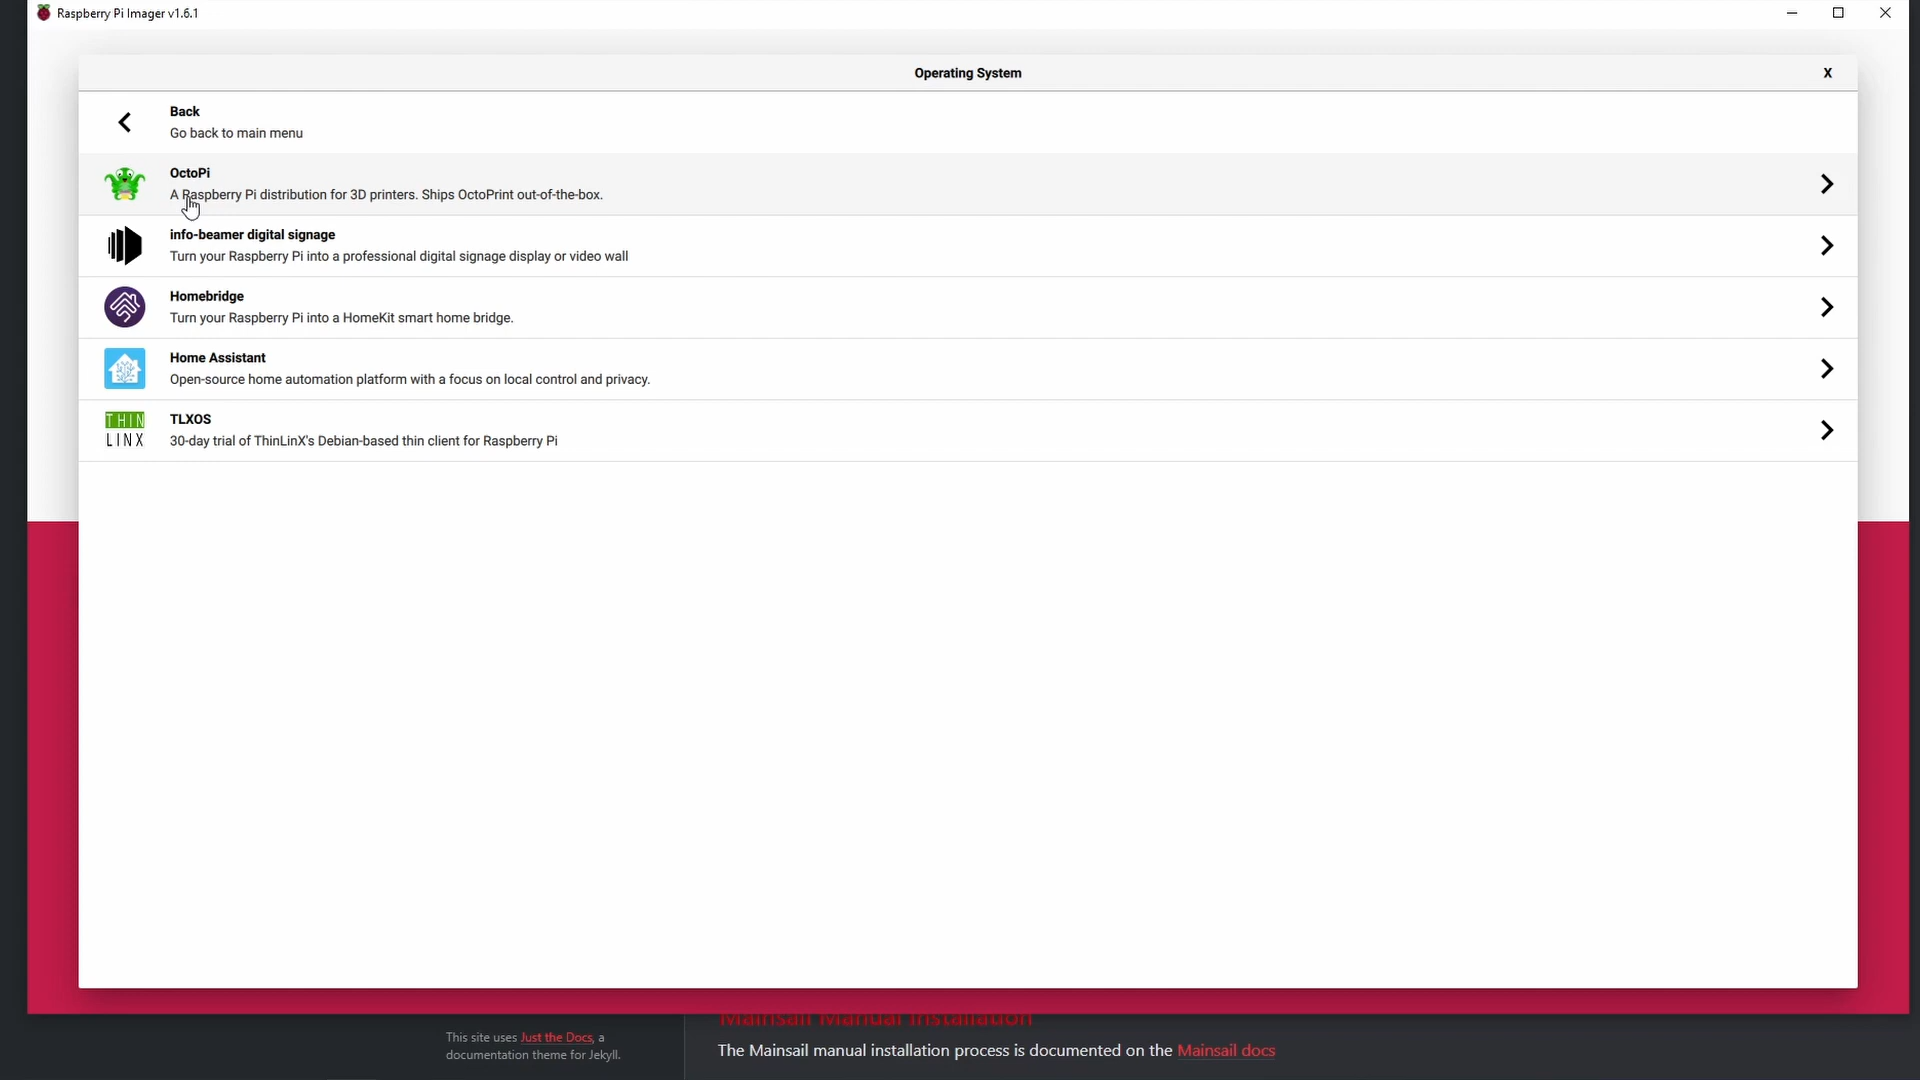 Raspberry Pi Imager v1.6.1
Operating System
X
Back
Go back to main menu
OctoPi
A Raspberry Pi distribution for 3D printers. Ships OctoPrint out-of-the-box.
info-beamer digital signage
Turn your Raspberry Pi into a professional digital signage display or video wall
Homebridge
Turn your Raspberry Pi into a HomeKit smart home bridge.
Home Assistant
Open-source home automation platform with a focus on local control and privacy.
THIN
LINX
TLXOS
30-day trial of ThinLinX's Debian-based thin client for Raspberry Pi
Mainsail Manual Installation
This site uses Just the Docs, a
documentation theme for Jekyll.
The Mainsail manual installation process is documented on the Mainsail docs